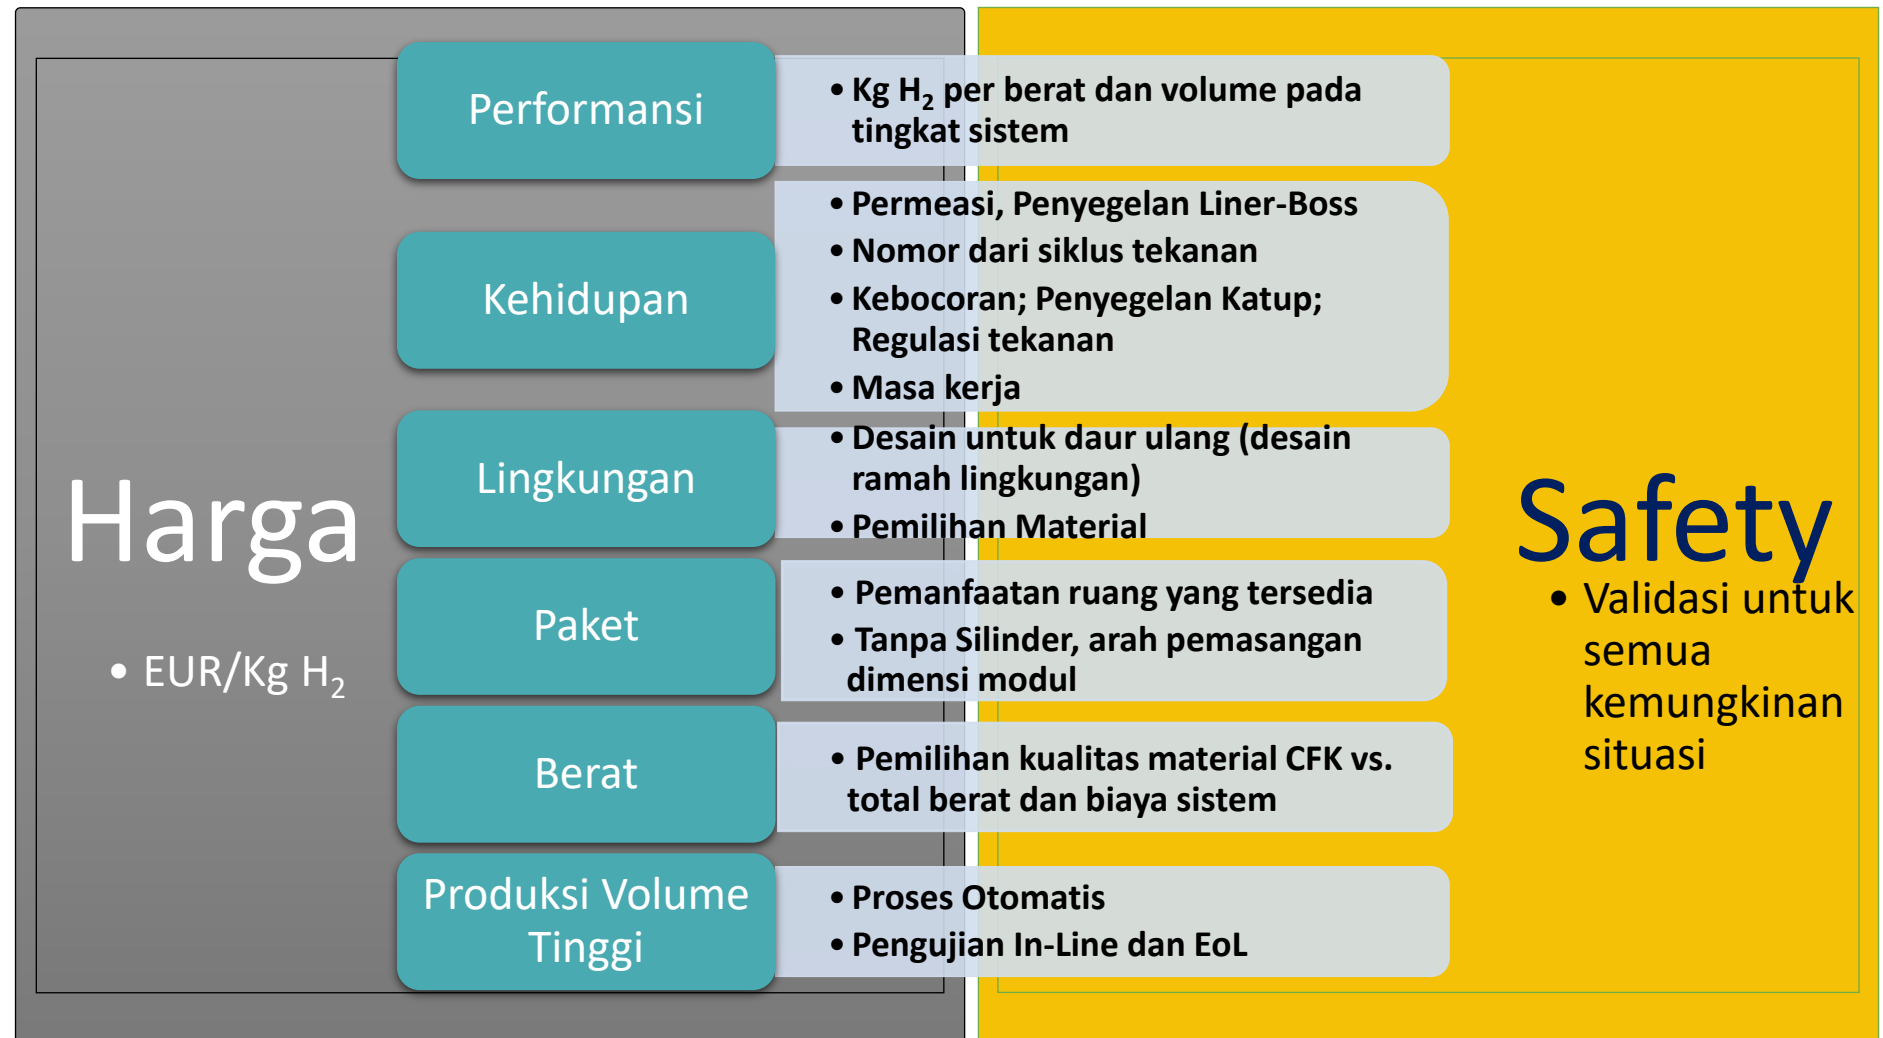 Harga
• EUR/Kg H₂
Performansi
• Kg H₂ per berat dan volume pada
tingkat sistem
Kehidupan
• Permeasi, Penyegelan Liner-Boss
• Nomor dari siklus tekanan
• Kebocoran; Penyegelan Katup;
Regulasi tekanan
• Masa kerja
Lingkungan
• Desain untuk daur ulang (desain
ramah lingkungan)
• Pemilihan Material
Paket
• Pemanfaatan ruang yang tersedia
• Tanpa Silinder, arah pemasangan
dimensi modul
Berat
• Pemilihan kualitas material CFK vs.
total berat dan biaya sistem
Produksi Volume
Tinggi
• Proses Otomatis
• Pengujian In-Line dan EoL
Safety
• Validasi untuk
semua
kemungkinan
situasi